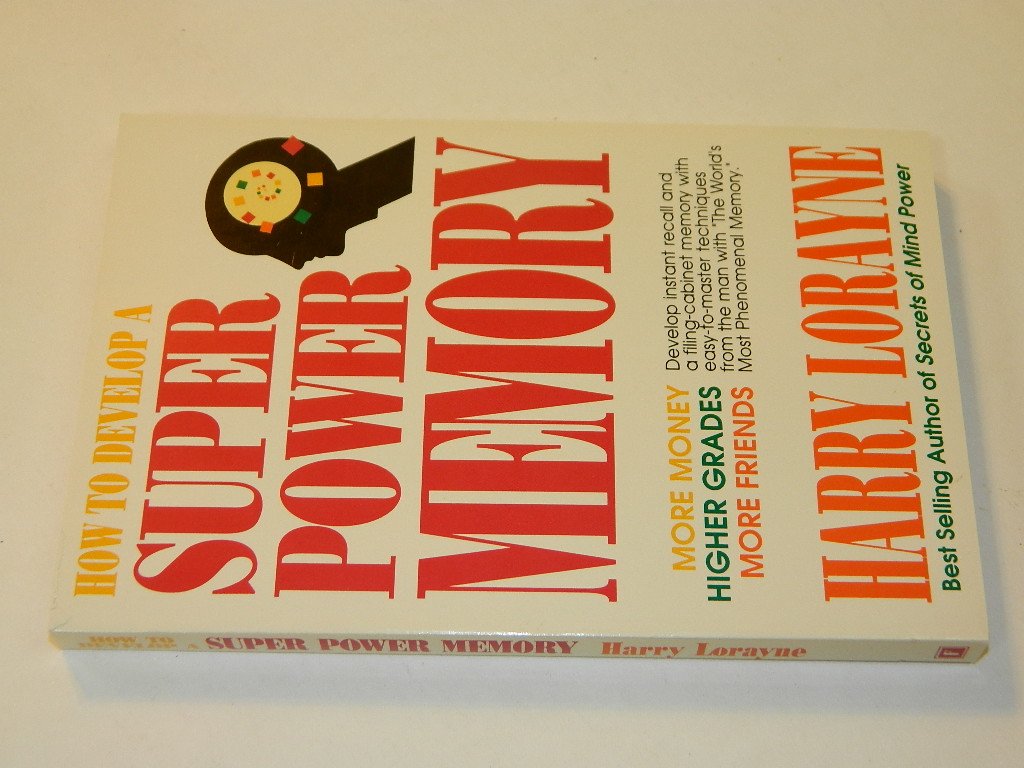 HOW TO DEVELOP A
SUPER
POWER
MEMORY
MORE MONEY
HIGHER GRADES
MORE FRIENDS
Develop instant recall and
a filing-cabinet memory with
easy-to-master techniques
from the man with "The World's
Most Phenomenal Memory."
HARRY LORAYNE
Best Selling Author of Secrets of Mind Power
HOW TO
DEVELOP A SUPER POWER MEMORY Harry Lorayne
F